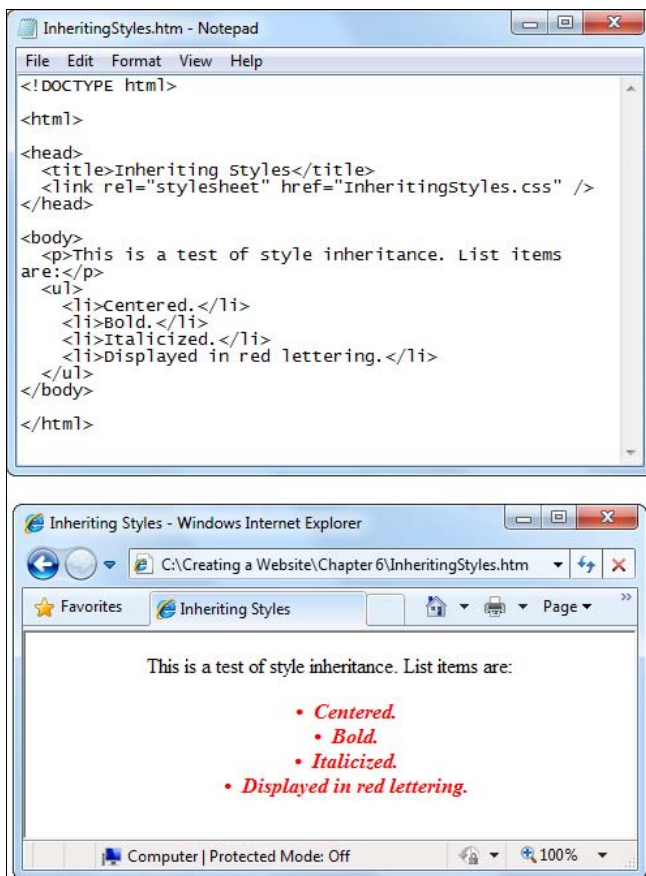 InheritingStyles.htm - Notepad
File Edit Format View Help
<!DOCTYPE html>
<html>
<head>
<title>Inheriting Styles</title>
<link rel="stylesheet" href="InheritingStyles.css" />
</head>
<body>
<p>This is a test of style inheritance. List items
are:</p>
<ul>
<li>Centered.</li>
<li>Bold.</li>
<li>Italicized.</li>
<li>Displayed in red lettering.</li>
</ul>
</body>
</html>
Inheriting Styles - Windows Internet Explorer
C:\Creating a Website\Chapter 6\InheritingStyles.htm
Favorites Inheriting Styles Page
This is a test of style inheritance. List items are:
• Centered.
• Bold.
• Italicized.
• Displayed in red lettering.
Computer | Protected Mode: Off 100%